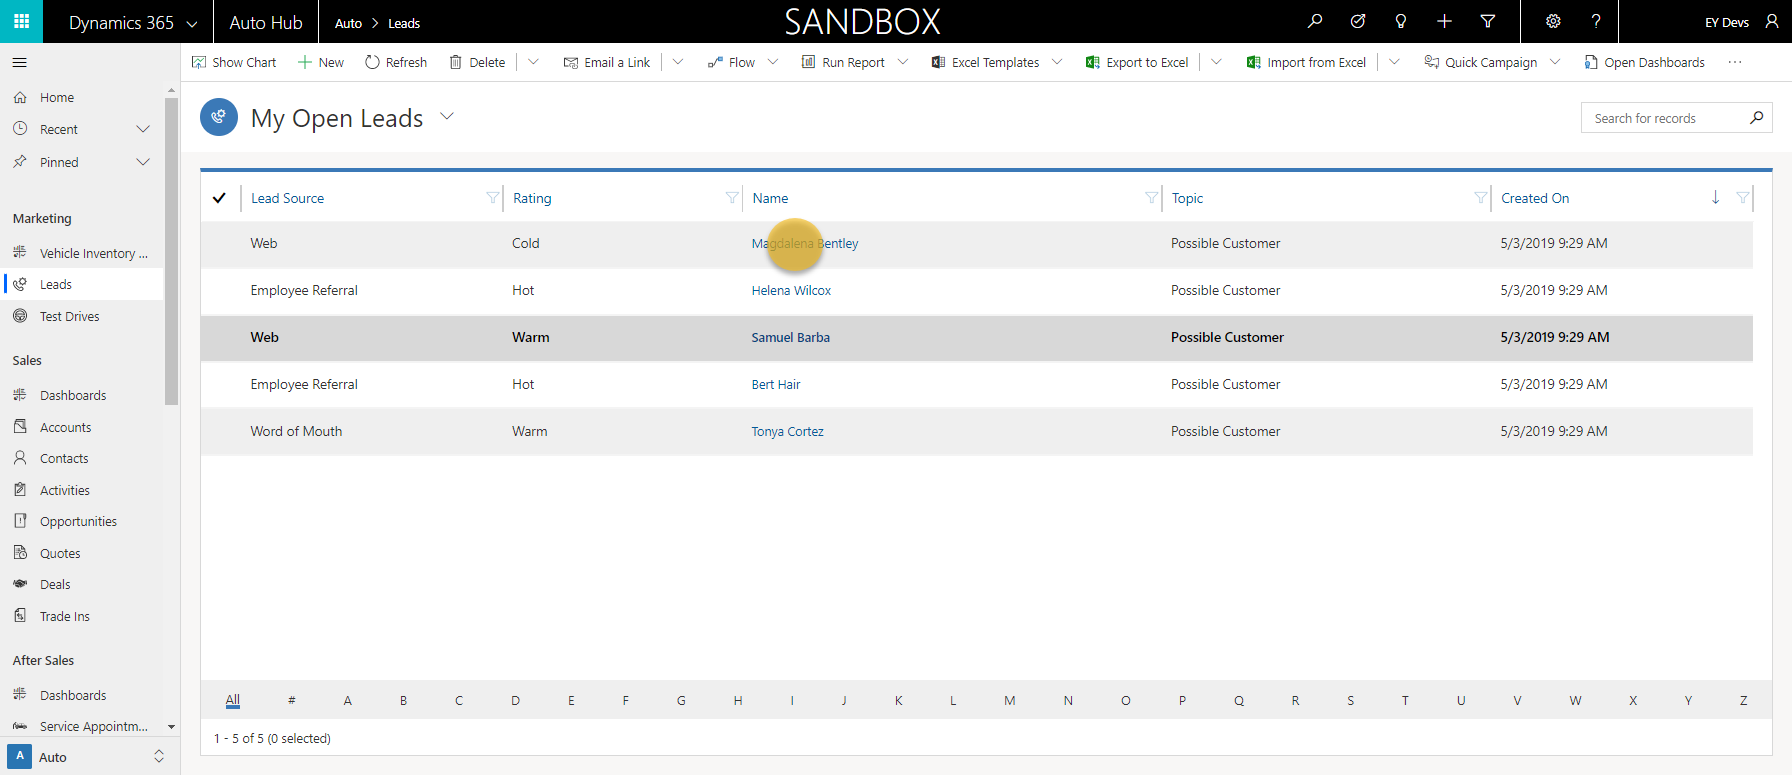 Dynamics 365 Auto Hub Auto > Leads SANDBOX ? EY Devs
Show Chart New Refresh Delete Email a Link Flow Run Report Excel Templates Export to Excel Import from Excel Quick Campaign Open Dashboards ...
Home
Recent
Pinned
Marketing
Vehicle Inventory ...
Leads
Test Drives
Sales
Dashboards
Accounts
Contacts
Activities
Opportunities
Quotes
Deals
Trade Ins
After Sales
Dashboards
Service Appointm...
A Auto
My Open Leads
Search for records
Lead Source Rating Name Topic Created On
Web Cold Magdalena Bentley Possible Customer 5/3/2019 9:29 AM
Employee Referral Hot Helena Wilcox Possible Customer 5/3/2019 9:29 AM
Web Warm Samuel Barba Possible Customer 5/3/2019 9:29 AM
Employee Referral Hot Bert Hair Possible Customer 5/3/2019 9:29 AM
Word of Mouth Warm Tonya Cortez Possible Customer 5/3/2019 9:29 AM
All # A B C D E F G H I J K L M N O P Q R S T U V W X Y Z
1 - 5 of 5 (0 selected)